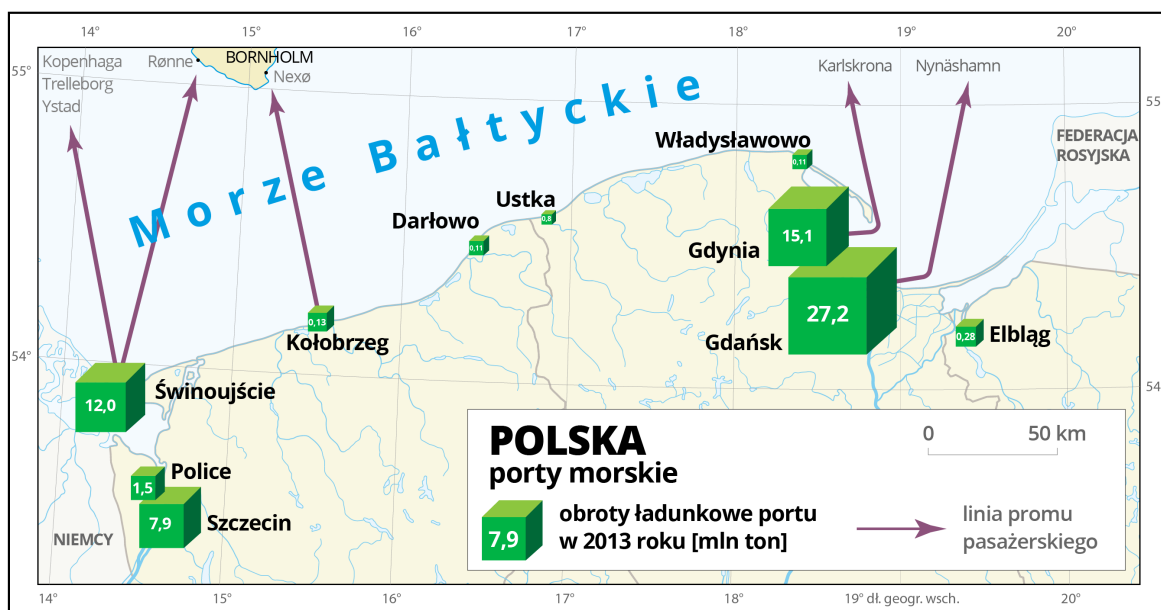 14°
15°
16°
17°
18°
19°
20°
55°
Kopenhaga
Trelleborg
Ystad
Rønne
BORNHOLM
Nexø
Karlskrona
Nynäshamn
55
Morze Bałtyckie
FEDERACJA
ROSYJSKA
Władysławowo
0,11
Ustka
0,8
Darłowo
0,11
Gdynia
15,1
Gdańsk
27,2
Elbląg
0,28
Kołobrzeg
0,13
54°
54
Świnoujście
12,0
Police
1,5
Szczecin
7,9
NIEMCY
POLSKA
porty morskie
0 50 km
7,9
obroty ładunkowe portu
w 2013 roku [mln ton]
linia promu
pasażerskiego
14°
15°
16°
17°
18°
19° dł. geogr. wsch.
20°